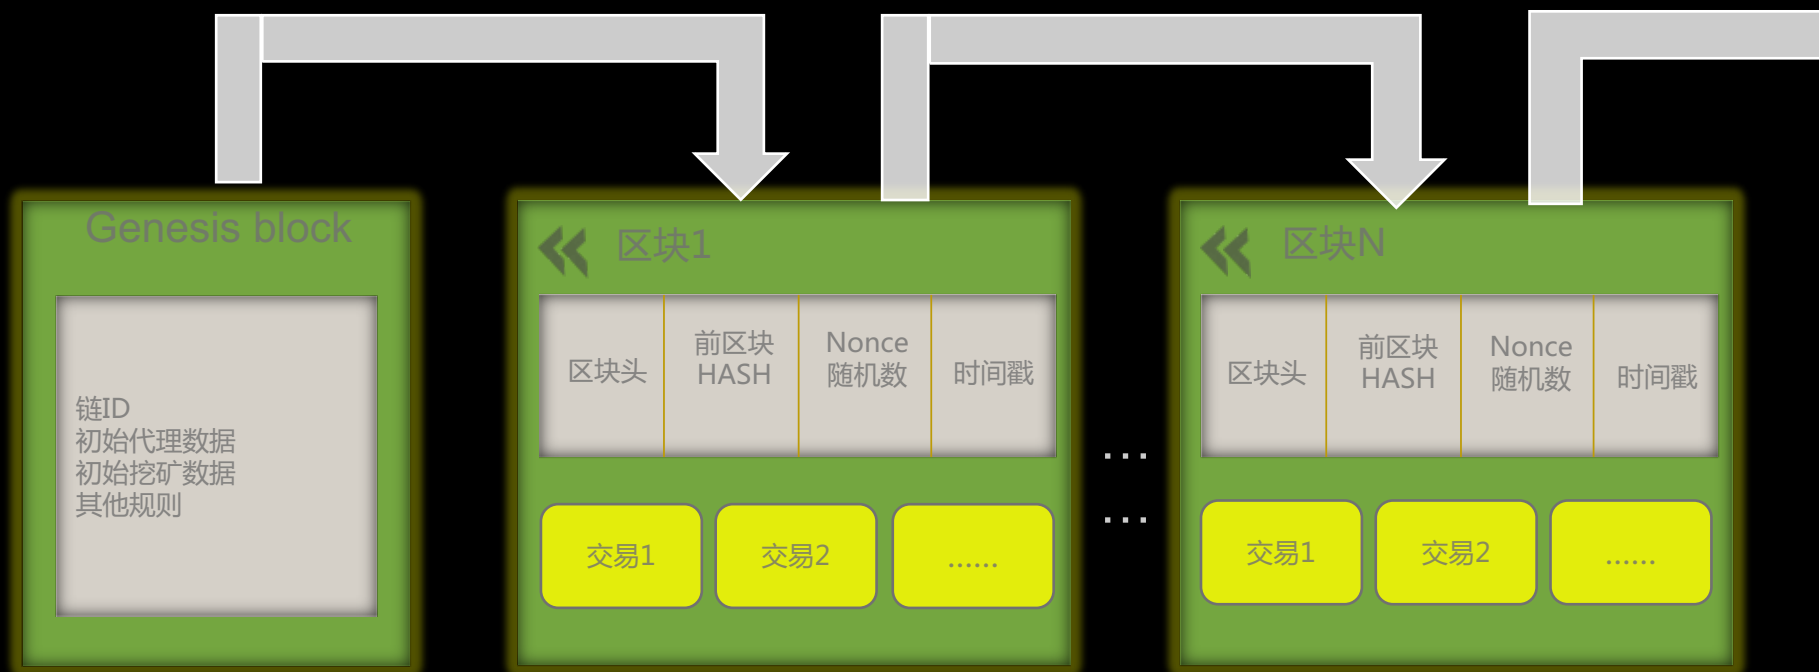 Genesis block
链ID
初始代理数据
初始挖矿数据
其他规则
区块1
区块头
前区块
HASH
Nonce
随机数
时间戳
交易1
交易2
......
...
...
区块N
区块头
前区块
HASH
Nonce
随机数
时间戳
交易1
交易2
......